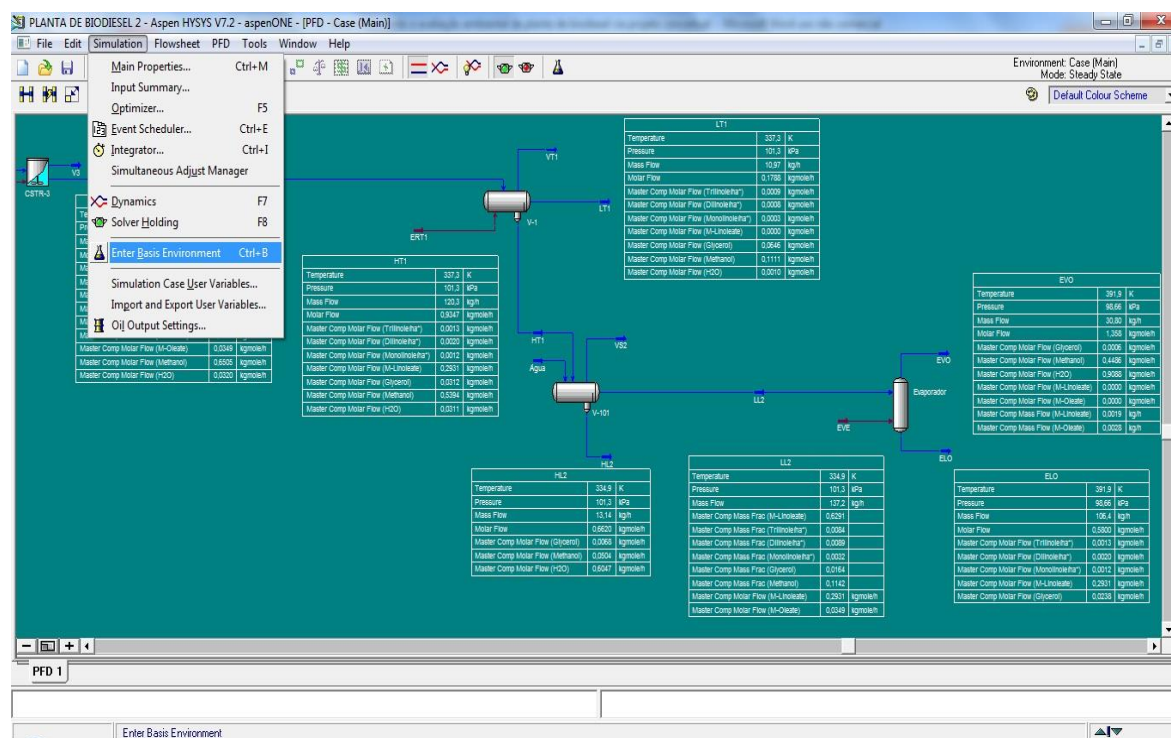 PLANTA DE BIODIESEL 2 - Aspen HYSYS V7.2 - aspenONE - [PFD - Case (Main)]
File Edit Simulation Flowsheet PFD Tools Window Help
Environment: Case (Main)
Mode: Steady State
Default Colour Scheme
Main Properties... Ctrl+M
Input Summary...
Optimizer... F5
Event Scheduler... Ctrl+E
Integrator... Ctrl+I
Simultaneous Adjust Manager
Dynamics F7
Solver Holding F8
Enter Basis Environment Ctrl+B
Simulation Case User Variables...
Import and Export User Variables...
Oil Output Settings...
CSTR-3
V3
Master Comp Molar Flow (M-Oleate) 0,0349 kgmole/h
Master Comp Molar Flow (Methanol) 0,6505 kgmole/h
Master Comp Molar Flow (H2O) 0,0320 kgmole/h
VT1
LT1
V-1
ERT1
HT1
Agua
VS2
V-101
HL2
LL2
EVE
EVO
Evaporador
ELO
LT1
Temperature 337,3 K
Pressure 101,3 kPa
Mass Flow 10,97 kg/h
Molar Flow 0,1788 kgmole/h
Master Comp Molar Flow (Trilinolein*) 0,0009 kgmole/h
Master Comp Molar Flow (Dilinolein*) 0,0008 kgmole/h
Master Comp Molar Flow (Monolinolein*) 0,0003 kgmole/h
Master Comp Molar Flow (M-Linoleate) 0,0000 kgmole/h
Master Comp Molar Flow (Glycerol) 0,0646 kgmole/h
Master Comp Molar Flow (Methanol) 0,1111 kgmole/h
Master Comp Molar Flow (H2O) 0,0010 kgmole/h
HT1
Temperature 337,3 K
Pressure 101,3 kPa
Mass Flow 120,3 kg/h
Molar Flow 0,9347 kgmole/h
Master Comp Molar Flow (Trilinolein*) 0,0013 kgmole/h
Master Comp Molar Flow (Dilinolein*) 0,0020 kgmole/h
Master Comp Molar Flow (Monolinolein*) 0,0012 kgmole/h
Master Comp Molar Flow (M-Linoleate) 0,2931 kgmole/h
Master Comp Molar Flow (Glycerol) 0,0312 kgmole/h
Master Comp Molar Flow (Methanol) 0,5394 kgmole/h
Master Comp Molar Flow (H2O) 0,0311 kgmole/h
EVO
Temperature 391,9 K
Pressure 98,66 kPa
Mass Flow 30,80 kg/h
Molar Flow 1,358 kgmole/h
Master Comp Molar Flow (Glycerol) 0,0006 kgmole/h
Master Comp Molar Flow (Methanol) 0,4486 kgmole/h
Master Comp Molar Flow (H2O) 0,9088 kgmole/h
Master Comp Molar Flow (M-Linoleate) 0,0000 kgmole/h
Master Comp Molar Flow (M-Oleate) 0,0000 kgmole/h
Master Comp Mass Flow (M-Linoleate) 0,0019 kg/h
Master Comp Mass Flow (M-Oleate) 0,0028 kg/h
HL2
Temperature 334,9 K
Pressure 101,3 kPa
Mass Flow 13,14 kg/h
Molar Flow 0,6620 kgmole/h
Master Comp Molar Flow (Glycerol) 0,0068 kgmole/h
Master Comp Molar Flow (Methanol) 0,0504 kgmole/h
Master Comp Molar Flow (H2O) 0,6047 kgmole/h
LL2
Temperature 334,9 K
Pressure 101,3 kPa
Mass Flow 137,2 kg/h
Master Comp Mass Frac (M-Linoleate) 0,6291
Master Comp Mass Frac (Trilinolein*) 0,0084
Master Comp Mass Frac (Dilinolein*) 0,0089
Master Comp Mass Frac (Monolinolein*) 0,0032
Master Comp Mass Frac (Glycerol) 0,0164
Master Comp Mass Frac (Methanol) 0,1142
Master Comp Molar Flow (M-Linoleate) 0,2931 kgmole/h
Master Comp Molar Flow (M-Oleate) 0,0349 kgmole/h
ELO
Temperature 391,9 K
Pressure 98,66 kPa
Mass Flow 106,4 kg/h
Molar Flow 0,5800 kgmole/h
Master Comp Molar Flow (Trilinolein*) 0,0013 kgmole/h
Master Comp Molar Flow (Dilinolein*) 0,0020 kgmole/h
Master Comp Molar Flow (Monolinolein*) 0,0012 kgmole/h
Master Comp Molar Flow (M-Linoleate) 0,2931 kgmole/h
Master Comp Molar Flow (Glycerol) 0,0238 kgmole/h
PFD 1
Enter Basis Environment